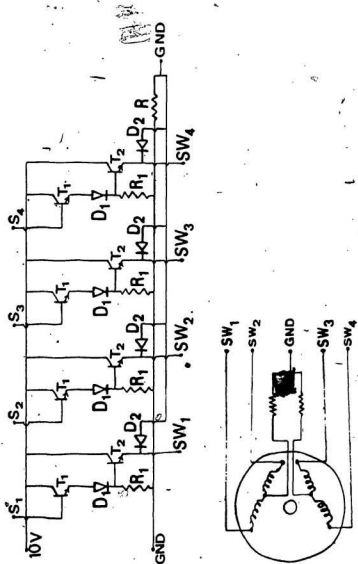 S1 S2 S3 S4
10V
T1 T1 T1 T1
T2 T2 T2 T2
D1 D1 D1 D1
R1 R1 R1 R1
D2 D2 D2 D2
R
GND GND
SW1 SW2 SW3 SW4
SW1
SW2
GND
SW3
SW4